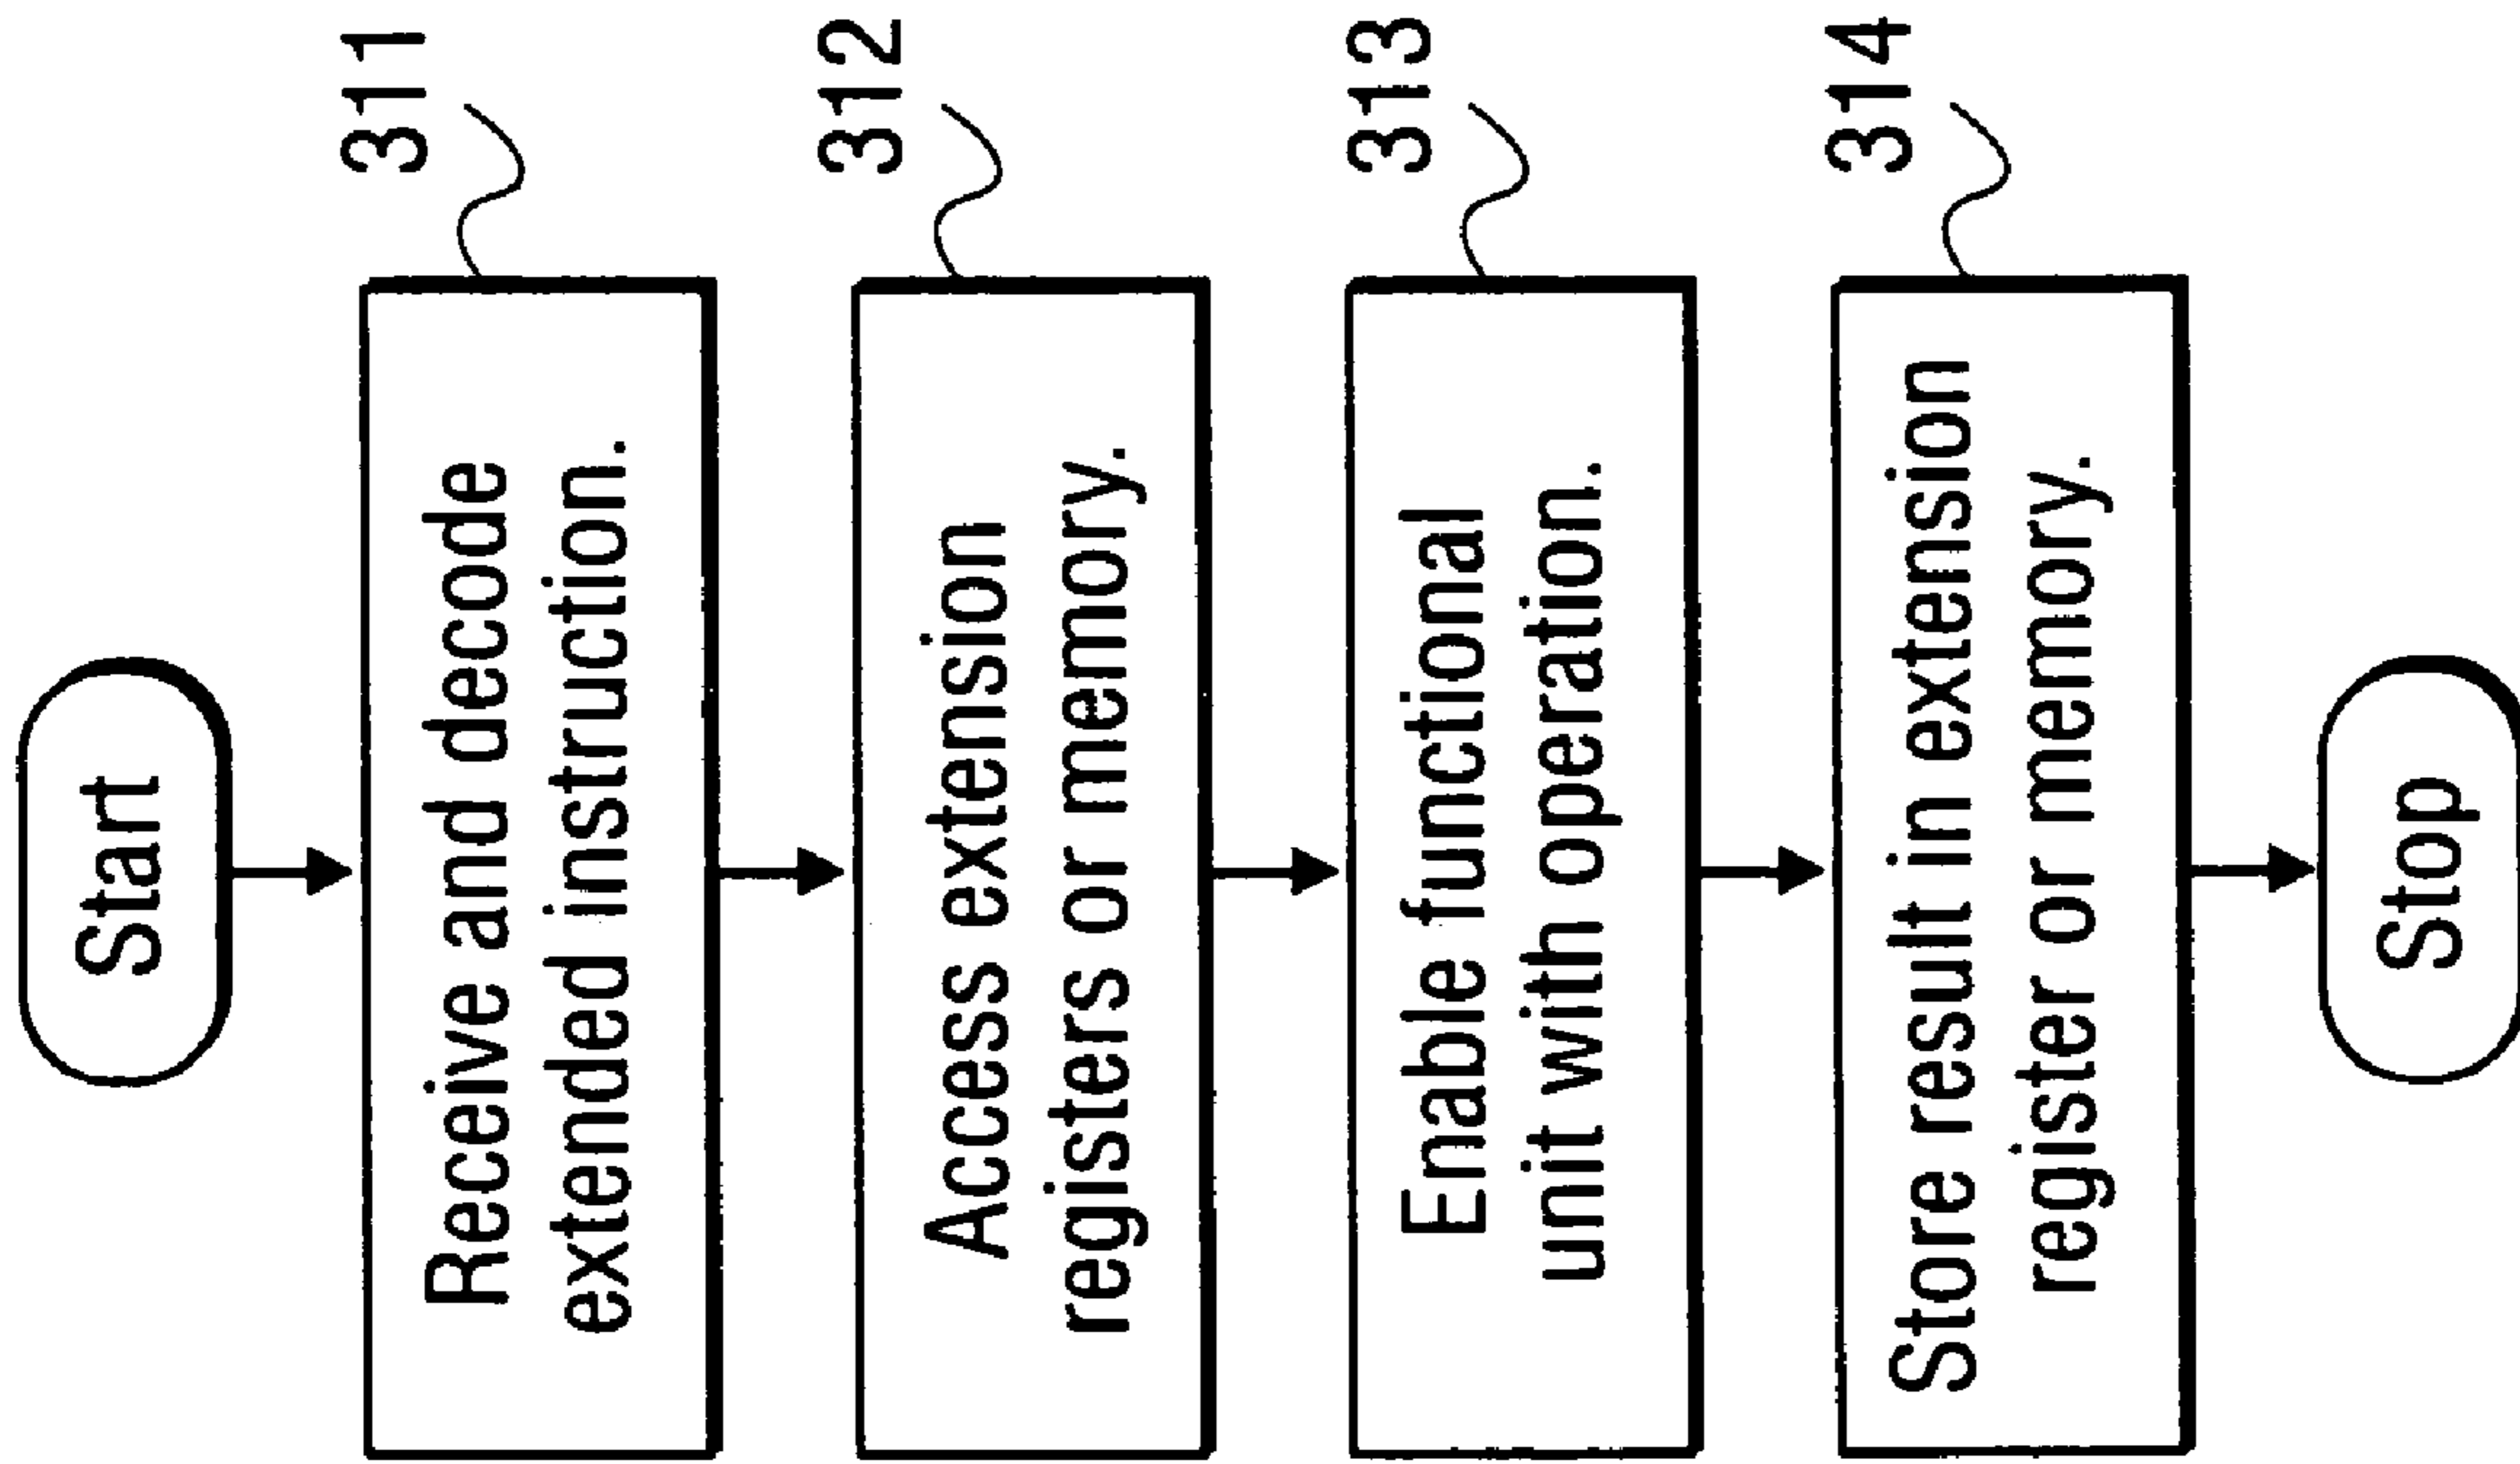 Start
311
Receive and decode
extended instruction.
312
Access extension
registers or memory.
313
Enable functional
unit with operation.
314
Store result in extension
register or memory.
Stop